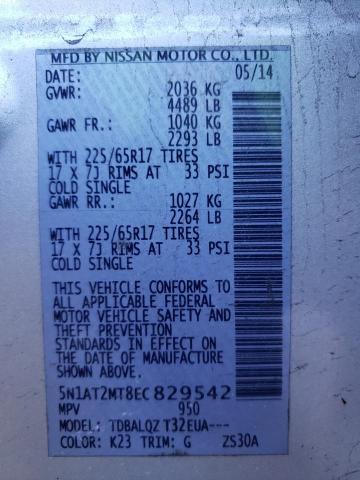 MFD BY NISSAN MOTOR CO., LTD.
DATE: 05/14
GVWR: 2036 KG
4489 LB
GAWR FR.: 1040 KG
2293 LB
WITH 225/65R17 TIRES
17 X 7J RIMS AT 33 PSI
COLD SINGLE
GAWR RR.: 1027 KG
2264 LB
WITH 225/65R17 TIRES
17 X 7J RIMS AT 33 PSI
COLD SINGLE
THIS VEHICLE CONFORMS TO
ALL APPLICABLE FEDERAL
MOTOR VEHICLE SAFETY AND
THEFT PREVENTION
STANDARDS IN EFFECT ON
THE DATE OF MANUFACTURE
SHOWN ABOVE.
5N1AT2MT8EC829542
MPV 950
MODEL: TDBALQZ T32EUA---
COLOR: K23 TRIM: G ZS30A